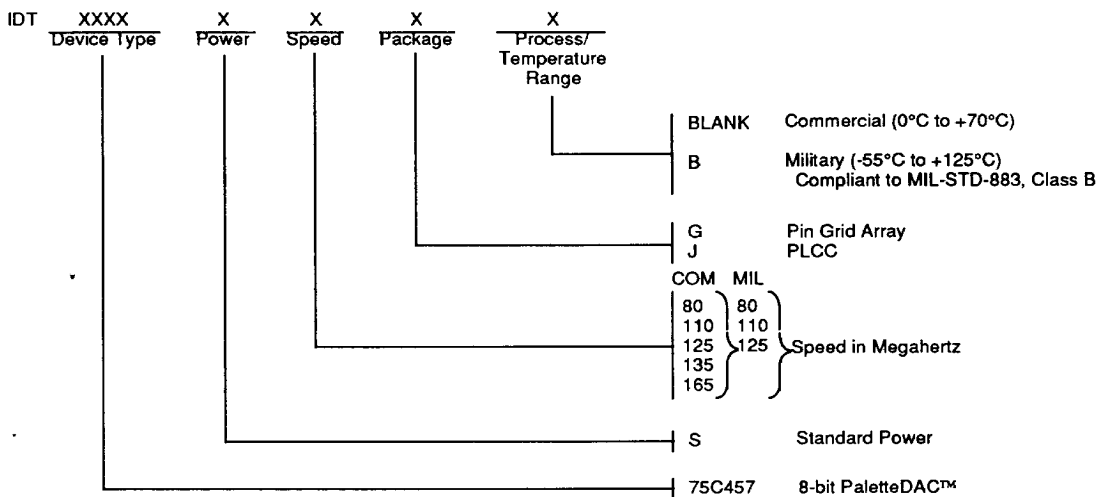 IDT XXXX X X X X
Device Type Power Speed Package Process/
Temperature
Range
BLANK Commercial (0°C to +70°C)
B Military (-55°C to +125°C)
Compliant to MIL-STD-883, Class B
G Pin Grid Array
J PLCC
COM MIL
80 80
110 110
125 125 Speed in Megahertz
135
165
S Standard Power
75C457 8-bit PaletteDAC™